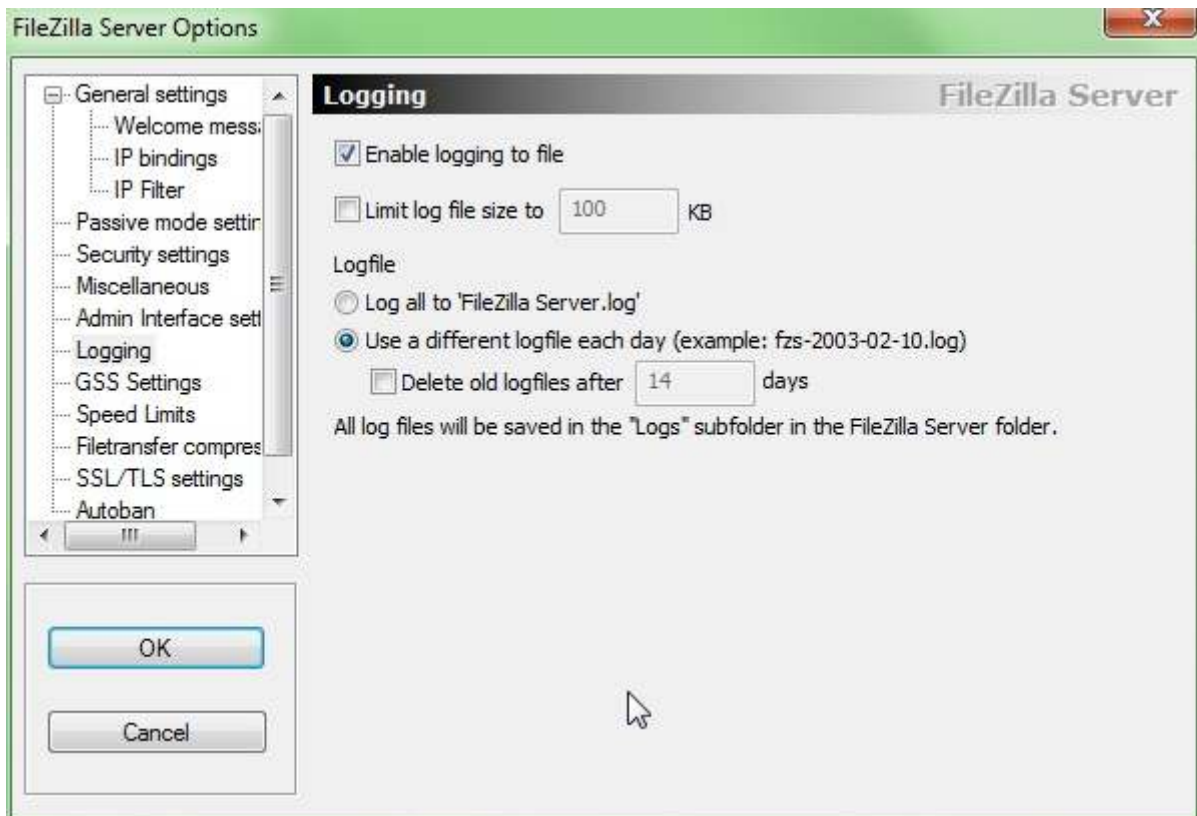 FileZilla Server Options
x
General settings
Welcome messa
IP bindings
IP Filter
Passive mode settin
Security settings
Miscellaneous
Admin Interface sett
Logging
GSS Settings
Speed Limits
Filetransfer compres
SSL/TLS settings
Autoban
OK
Cancel
Logging
FileZilla Server
Enable logging to file
Limit log file size to 100 KB
Logfile
Log all to 'FileZilla Server.log'
Use a different logfile each day (example: fzs-2003-02-10.log)
Delete old logfiles after 14 days
All log files will be saved in the "Logs" subfolder in the FileZilla Server folder.